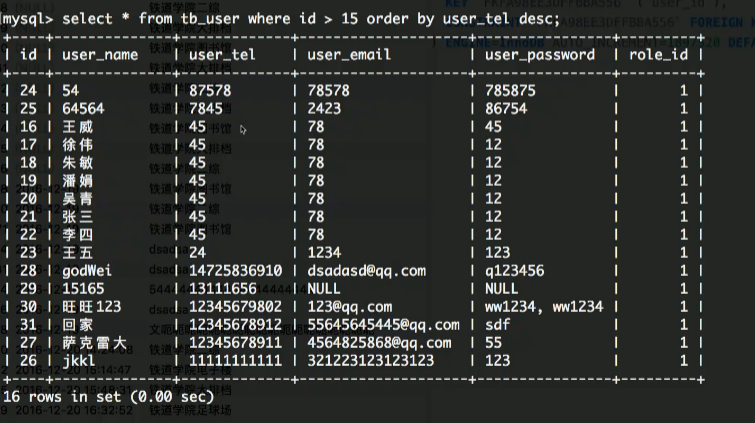 mysql> select * from tb_user where id > 15 order by user_tel desc;
| id | user_name | user_tel | user_email | user_password | role_id |
| 24 | 54 | 87578 | 78578 | 785875 | 1 |
| 25 | 64564 | 7845 | 2423 | 86754 | 1 |
| 16 | 王威 | 45 | 78 | 45 | 1 |
| 17 | 徐伟 | 45 | 78 | 12 | 1 |
| 18 | 朱敏 | 45 | 78 | 12 | 1 |
| 19 | 潘娟 | 45 | 78 | 12 | 1 |
| 20 | 吴青 | 45 | 78 | 12 | 1 |
| 21 | 张三 | 45 | 78 | 12 | 1 |
| 22 | 李四 | 45 | 78 | 12 | 1 |
| 23 | 王五 | 24 | 1234 | 123 | 1 |
| 28 | godWei | 14725836910 | dsadasd@qq.com | q123456 | 1 |
| 29 | 15165 | 13111656 | NULL | NULL | 1 |
| 30 | 旺旺123 | 12345679802 | 123@qq.com | ww1234, ww1234 | 1 |
| 31 | 回家 | 12345678912 | 55645645445@qq.com | sdf | 1 |
| 27 | 萨克雷大 | 12345678911 | 4564825868@qq.com | 55 | 1 |
| 26 | jkkl | 11111111111 | 321223123123123 | 123 | 1 |
16 rows in set (0.00 sec)